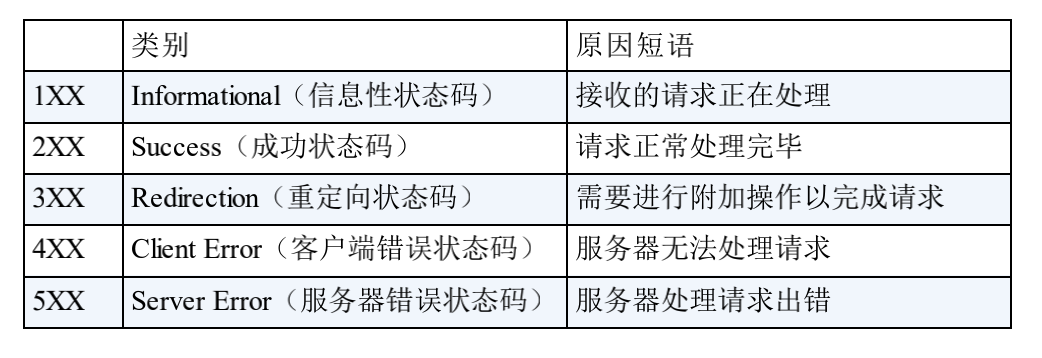 类别 原因短语
1XX Informational（信息性状态码） 接收的请求正在处理
2XX Success（成功状态码） 请求正常处理完毕
3XX Redirection（重定向状态码） 需要进行附加操作以完成请求
4XX Client Error（客户端错误状态码） 服务器无法处理请求
5XX Server Error（服务器错误状态码） 服务器处理请求出错